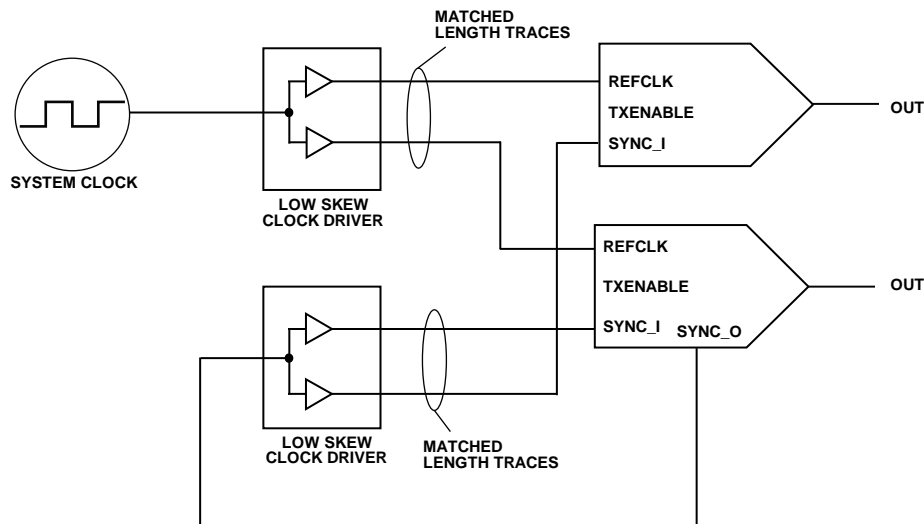 MATCHED
LENGTH TRACES
REFCLK
TXENABLE
SYNC_I
OUT
SYSTEM CLOCK
LOW SKEW
CLOCK DRIVER
REFCLK
TXENABLE
SYNC_I
SYNC_O
OUT
LOW SKEW
CLOCK DRIVER
MATCHED
LENGTH TRACES